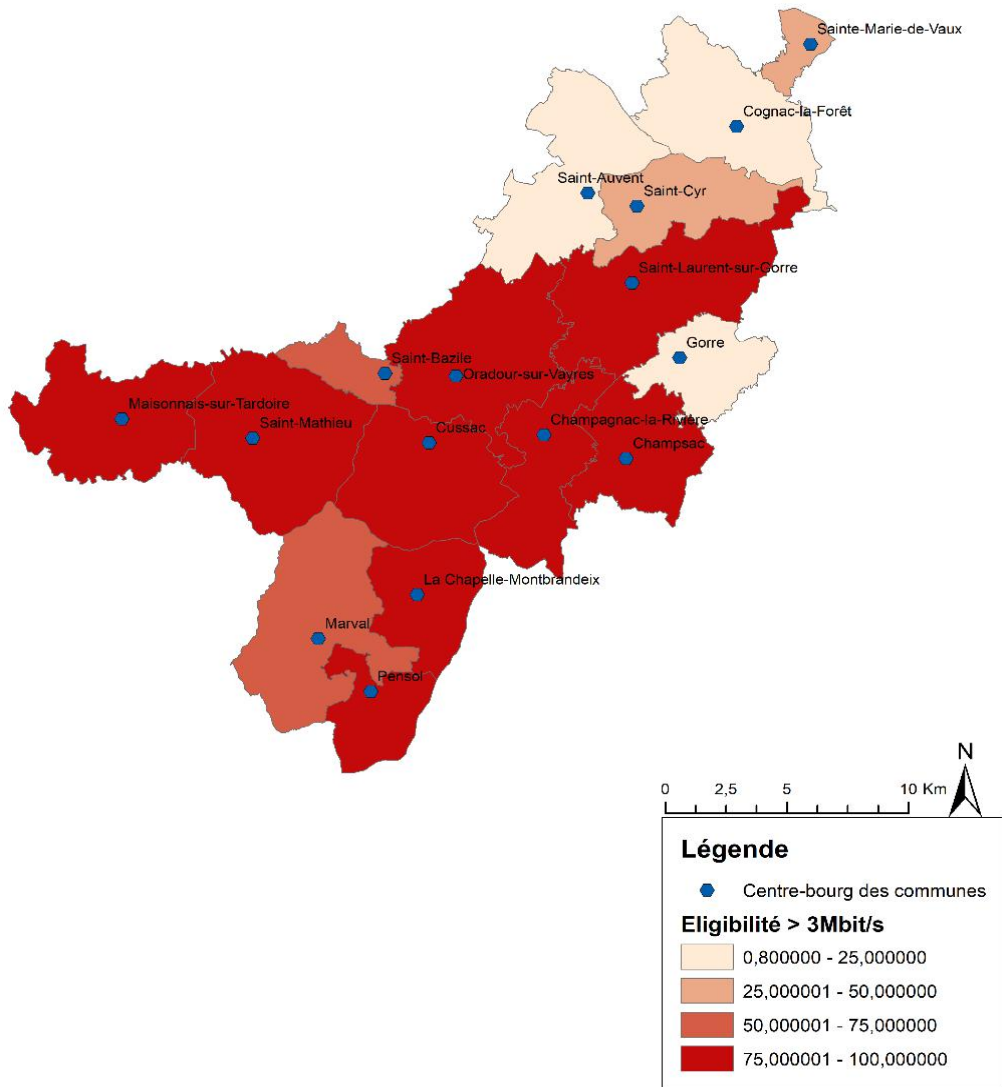 Sainte-Marie-de-Vaux
Cognac-la-Forêt
Saint-Auvent
Saint-Cyr
Saint-Laurent-sur-Gorre
Gorre
Saint-Bazile
Oradour-sur-Vayres
Maisonnais-sur-Tardoire
Saint-Mathieu
Cussac
Champagnac-la-Rivière
Champsac
La Chapelle-Montbrandeix
Marval
Pensol
N
0 2,5 5 10 Km
Légende
Centre-bourg des communes
Eligibilité > 3Mbit/s
0,800000 - 25,000000
25,000001 - 50,000000
50,000001 - 75,000000
75,000001 - 100,000000